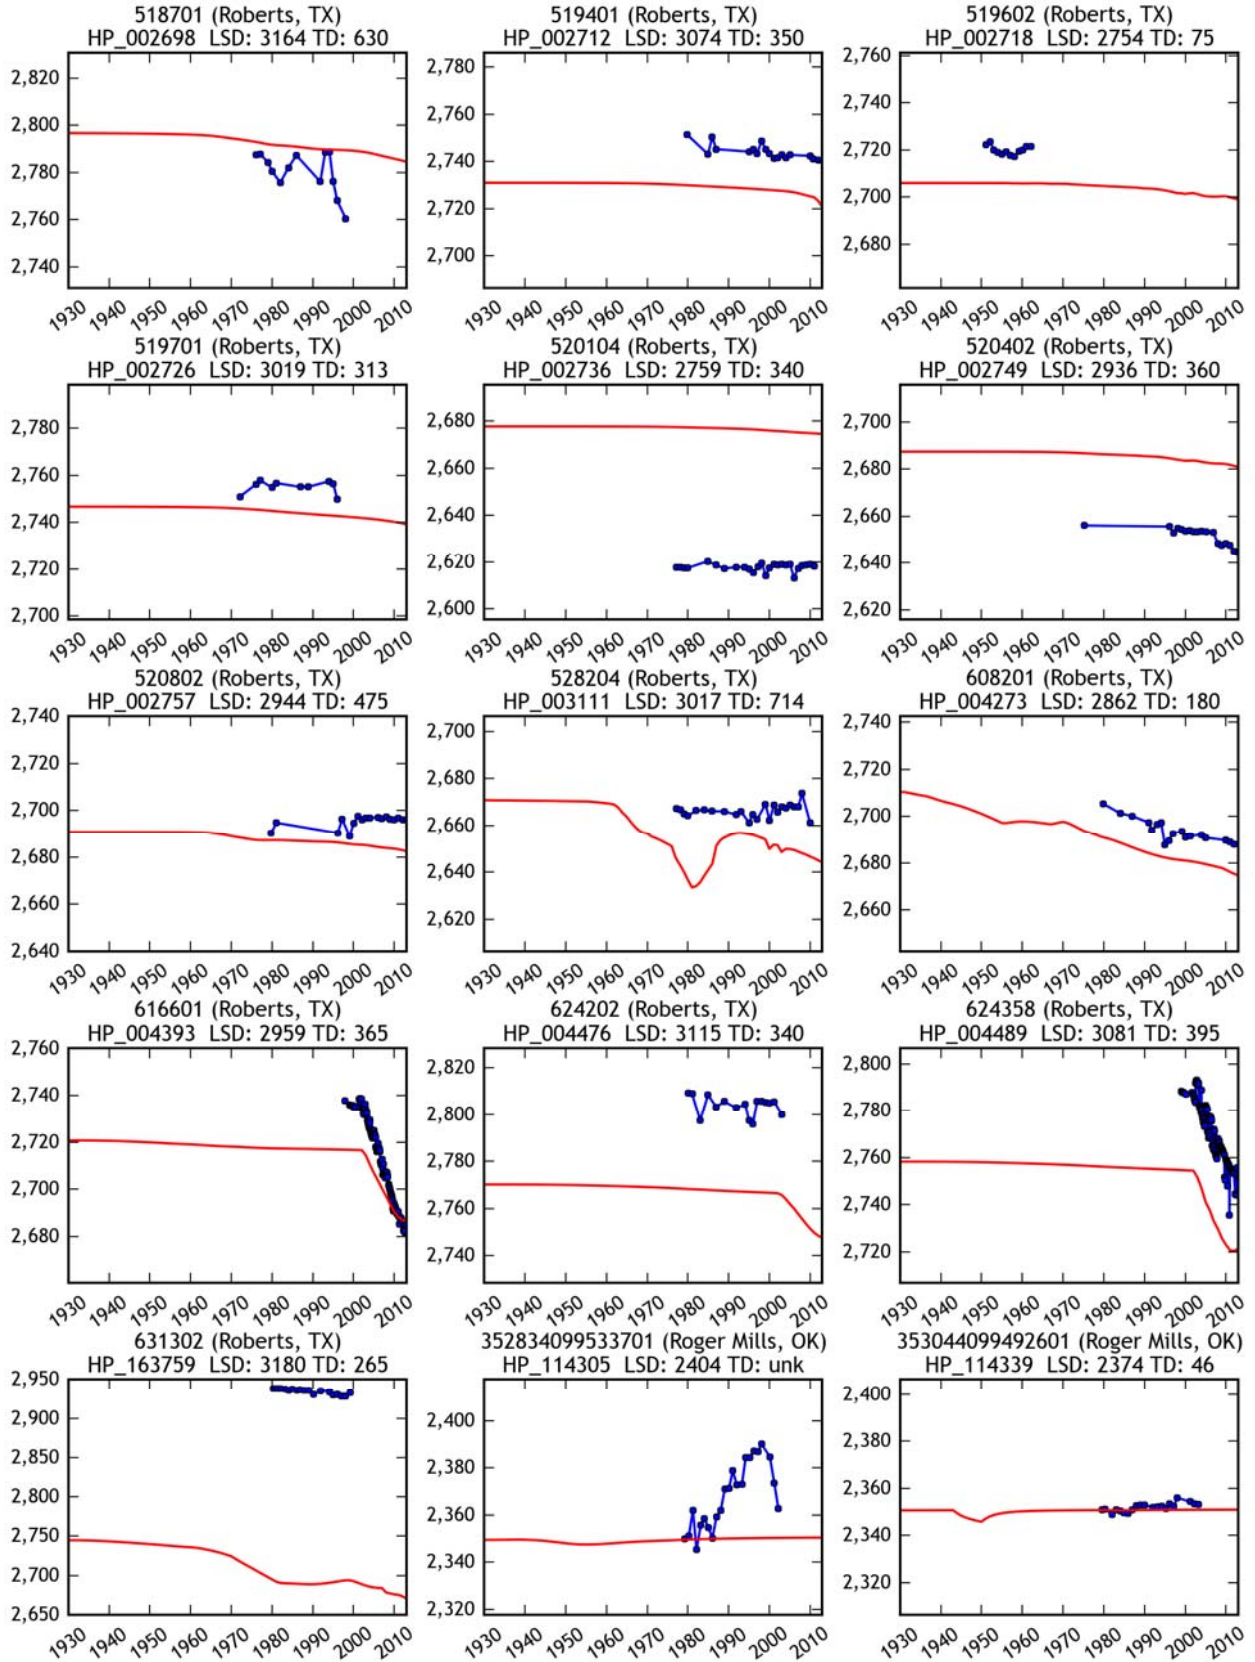 518701 (Roberts, TX)
HP_002698 LSD: 3164 TD: 630
2,820
2,800
2,780
2,760
2,740
1930 1940 1950 1960 1970 1980 1990 2000 2010
519401 (Roberts, TX)
HP_002712 LSD: 3074 TD: 350
2,780
2,760
2,740
2,720
2,700
1930 1940 1950 1960 1970 1980 1990 2000 2010
519602 (Roberts, TX)
HP_002718 LSD: 2754 TD: 75
2,760
2,740
2,720
2,700
2,680
1930 1940 1950 1960 1970 1980 1990 2000 2010
519701 (Roberts, TX)
HP_002726 LSD: 3019 TD: 313
2,780
2,760
2,740
2,720
2,700
1930 1940 1950 1960 1970 1980 1990 2000 2010
520104 (Roberts, TX)
HP_002736 LSD: 2759 TD: 340
2,680
2,660
2,640
2,620
2,600
1930 1940 1950 1960 1970 1980 1990 2000 2010
520402 (Roberts, TX)
HP_002749 LSD: 2936 TD: 360
2,700
2,680
2,660
2,640
2,620
1930 1940 1950 1960 1970 1980 1990 2000 2010
520802 (Roberts, TX)
HP_002757 LSD: 2944 TD: 475
2,740
2,720
2,700
2,680
2,660
2,640
1930 1940 1950 1960 1970 1980 1990 2000 2010
528204 (Roberts, TX)
HP_003111 LSD: 3017 TD: 714
2,700
2,680
2,660
2,640
2,620
1930 1940 1950 1960 1970 1980 1990 2000 2010
608201 (Roberts, TX)
HP_004273 LSD: 2862 TD: 180
2,740
2,720
2,700
2,680
2,660
1930 1940 1950 1960 1970 1980 1990 2000 2010
616601 (Roberts, TX)
HP_004393 LSD: 2959 TD: 365
2,760
2,740
2,720
2,700
2,680
1930 1940 1950 1960 1970 1980 1990 2000 2010
624202 (Roberts, TX)
HP_004476 LSD: 3115 TD: 340
2,820
2,800
2,780
2,760
2,740
1930 1940 1950 1960 1970 1980 1990 2000 2010
624358 (Roberts, TX)
HP_004489 LSD: 3081 TD: 395
2,800
2,780
2,760
2,740
2,720
1930 1940 1950 1960 1970 1980 1990 2000 2010
631302 (Roberts, TX)
HP_163759 LSD: 3180 TD: 265
2,950
2,900
2,850
2,800
2,750
2,700
2,650
1930 1940 1950 1960 1970 1980 1990 2000 2010
352834099533701 (Roger Mills, OK)
HP_114305 LSD: 2404 TD: unk
2,400
2,380
2,360
2,340
2,320
1930 1940 1950 1960 1970 1980 1990 2000 2010
353044099492601 (Roger Mills, OK)
HP_114339 LSD: 2374 TD: 46
2,400
2,380
2,360
2,340
2,320
1930 1940 1950 1960 1970 1980 1990 2000 2010